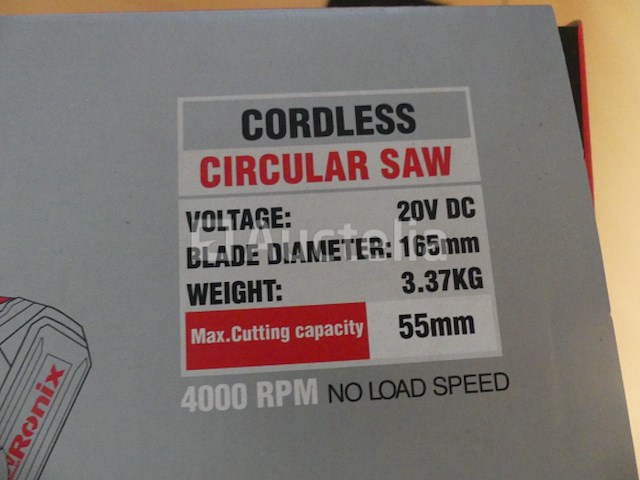 CORDLESS
CIRCULAR SAW
VOLTAGE: 20V DC
BLADE DIAMETER: 165mm
WEIGHT: 3.37KG
Max.Cutting capacity 55mm
4000 RPM NO LOAD SPEED
Ronix
Auctelia